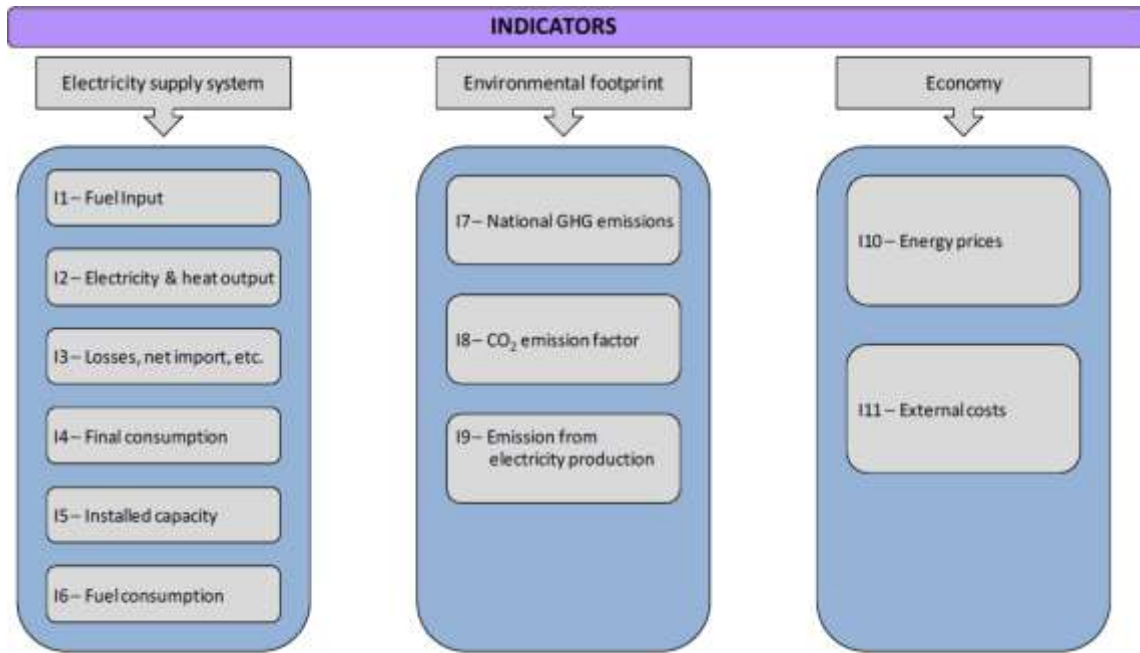 INDICATORS
Electricity supply system
I1 – Fuel Input
I2 – Electricity & heat output
I3 – Losses, net import, etc.
I4 – Final consumption
I5 – Installed capacity
I6 – Fuel consumption
Environmental footprint
I7 – National GHG emissions
I8 – CO₂ emission factor
I9 – Emission from
electricity production
Economy
I10 – Energy prices
I11 – External costs